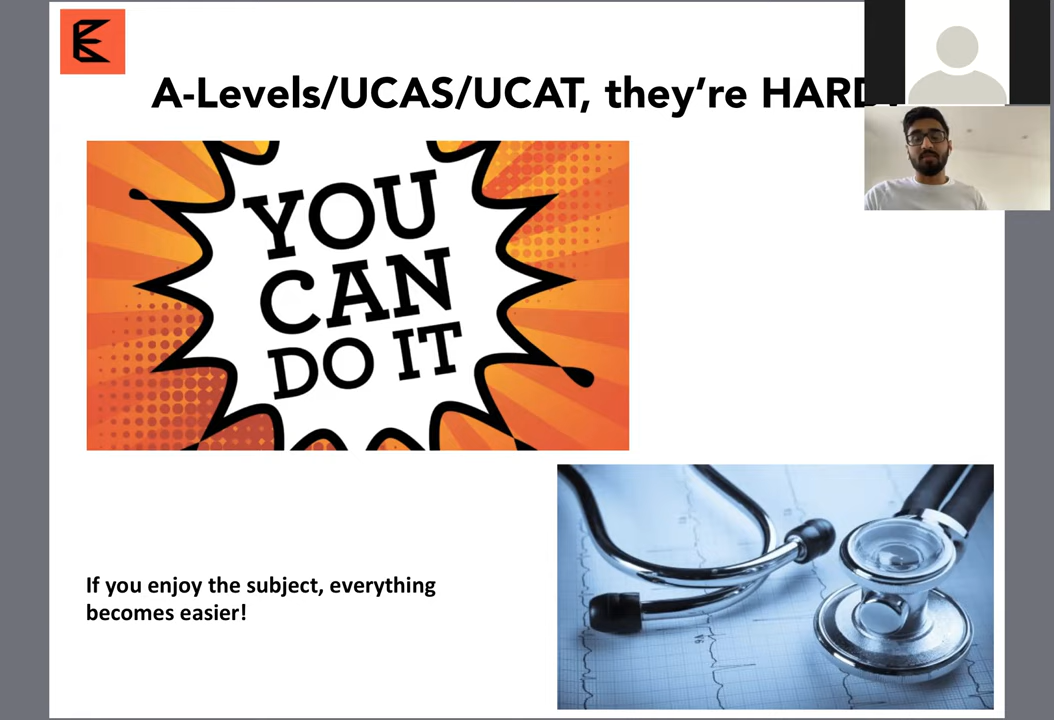 A-Levels/UCAS/UCAT, they're HARD
YOU
CAN
DO IT
If you enjoy the subject, everything
becomes easier!